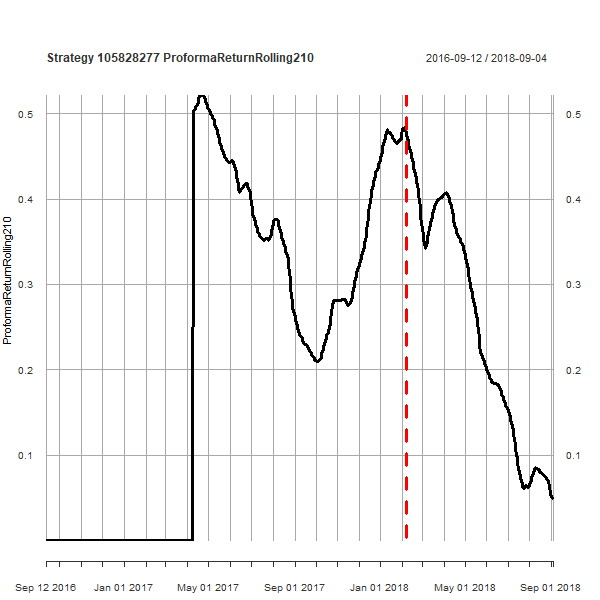 Strategy 105828277 ProformaReturnRolling210
2016-09-12 / 2018-09-04
ProformaReturnRolling210
0.5
0.5
0.4
0.4
0.3
0.3
0.2
0.2
0.1
0.1
Sep 12 2016
Jan 01 2017
May 01 2017
Sep 01 2017
Jan 01 2018
May 01 2018
Sep 01 2018